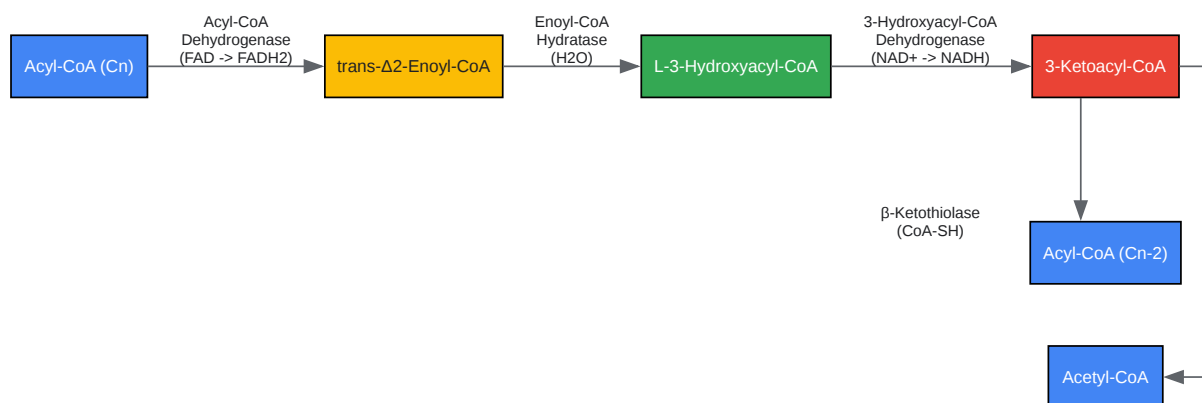 Acyl-CoA
Dehydrogenase
(FAD -> FADH2)
Enoyl-CoA
Hydratase
(H2O)
3-Hydroxyacyl-CoA
Dehydrogenase
(NAD+ -> NADH)
Acyl-CoA (Cn)
trans-Δ2-Enoyl-CoA
L-3-Hydroxyacyl-CoA
3-Ketoacyl-CoA
β-Ketothiolase
(CoA-SH)
Acyl-CoA (Cn-2)
Acetyl-CoA